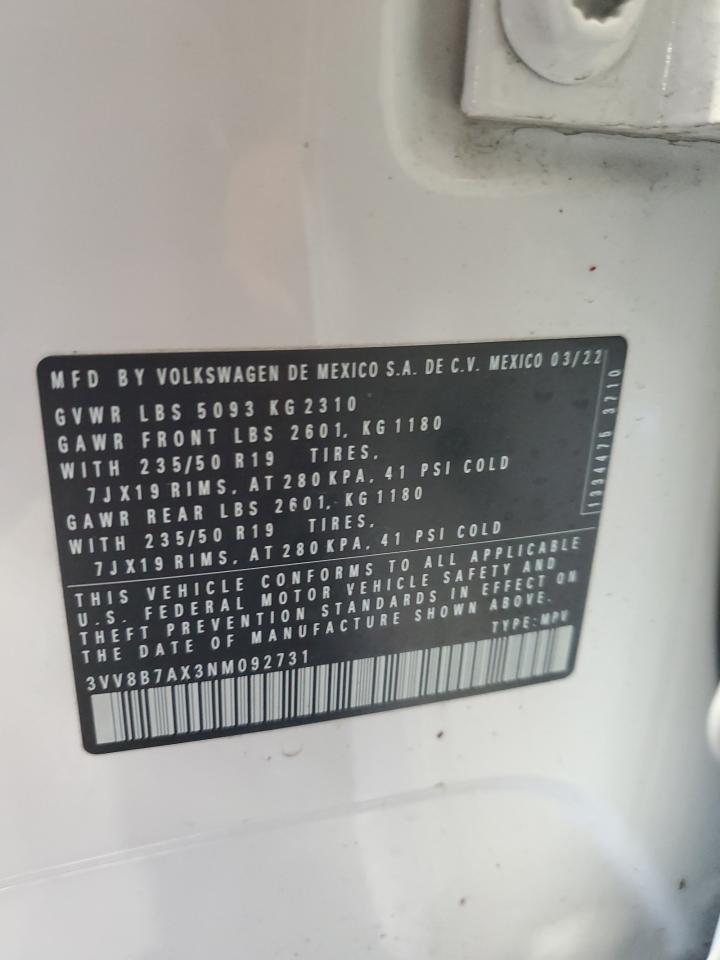 MFD BY VOLKSWAGEN DE MEXICO S.A. DE C.V. MEXICO 03/22
GVWR LBS 5093 KG 2310
GAWR FRONT LBS 2601, KG 1180
WITH 235/50 R19 TIRES,
7JX19 RIMS, AT 280 KPA, 41 PSI COLD
GAWR REAR LBS 2601, KG 1180
WITH 235/50 R19 TIRES,
7JX19 RIMS, AT 280 KPA, 41 PSI COLD
1334475 3710
THIS VEHICLE CONFORMS TO ALL APPLICABLE
U.S. FEDERAL MOTOR VEHICLE SAFETY AND
THEFT PREVENTION STANDARDS IN EFFECT ON
THE DATE OF MANUFACTURE SHOWN ABOVE.
3VV8B7AX3NM092731 TYPE: MPV